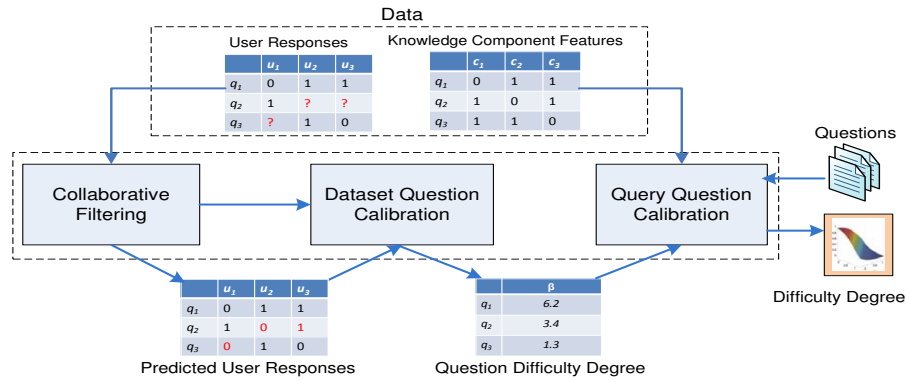 Data
User Responses
u1 u2 u3
q1 0 1 1
q2 1 ? ?
q3 ? 1 0
Knowledge Component Features
c1 c2 c3
q1 0 1 1
q2 1 0 1
q3 1 1 0
Questions
Collaborative
Filtering
Dataset Question
Calibration
Query Question
Calibration
Difficulty Degree
u1 u2 u3
q1 0 1 1
q2 1 0 1
q3 0 1 0
Predicted User Responses
β
q1 6.2
q2 3.4
q3 1.3
Question Difficulty Degree